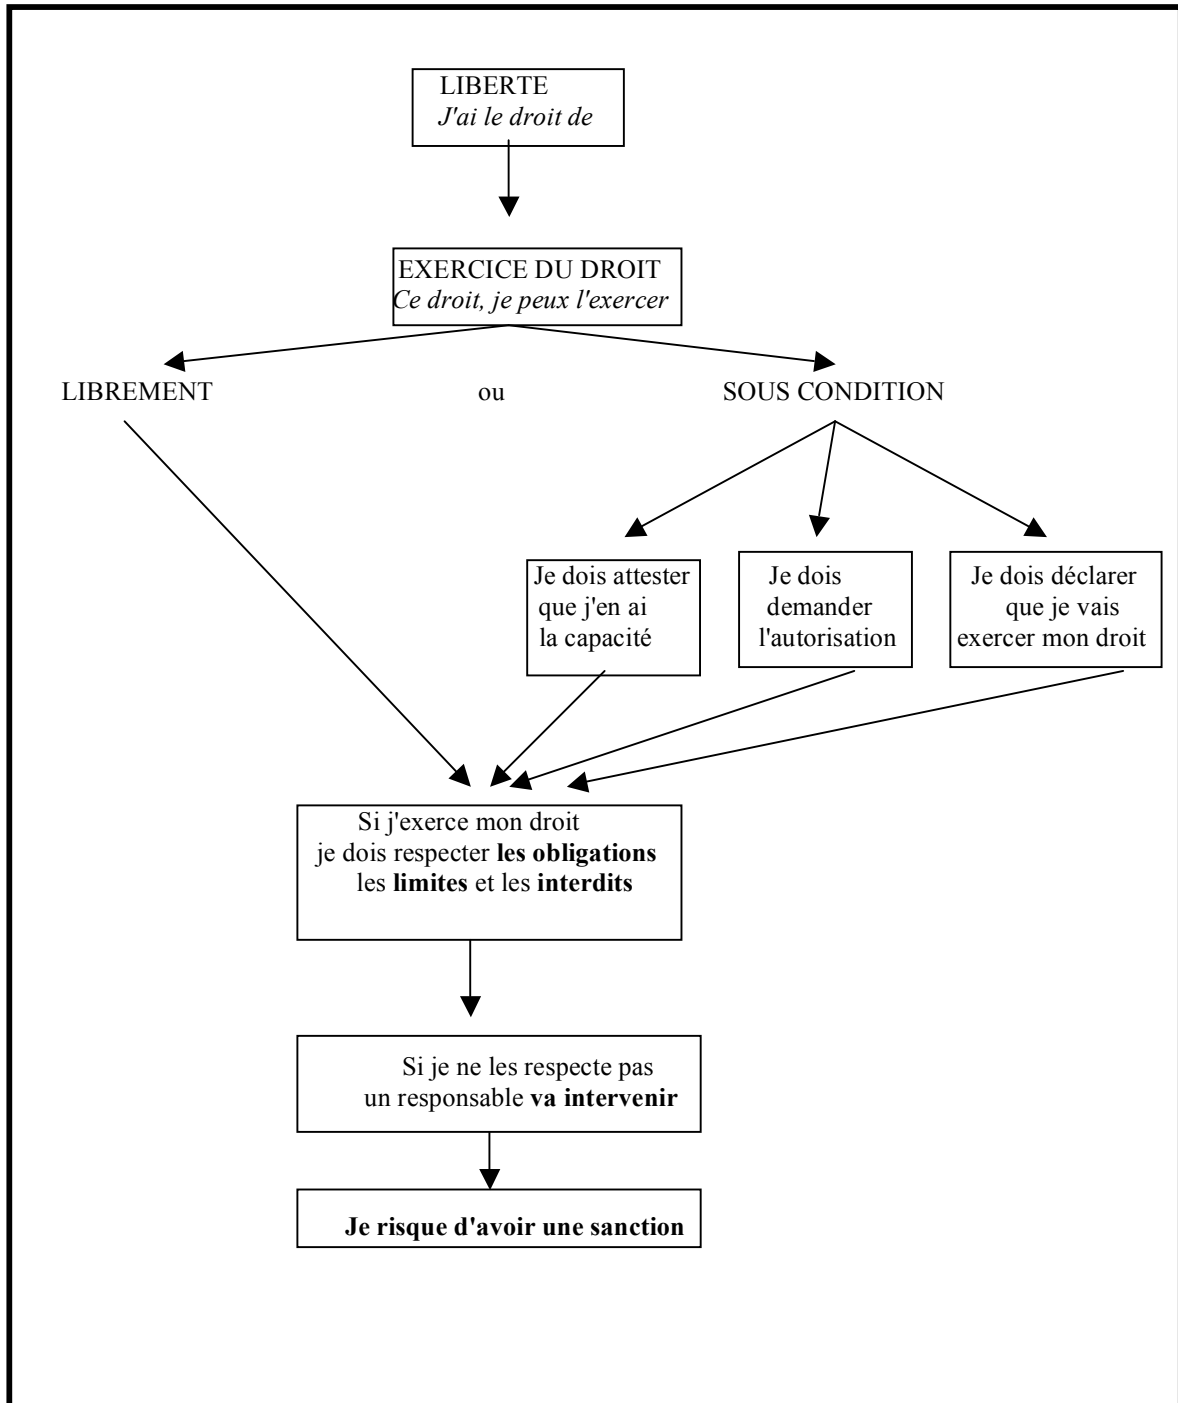 LIBERTE
J'ai le droit de
EXERCICE DU DROIT
Ce droit, je peux l'exercer
LIBREMENT ou SOUS CONDITION
Je dois attester
que j'en ai
la capacité
Je dois
demander
l'autorisation
Je dois déclarer
que je vais
exercer mon droit
Si j'exerce mon droit
je dois respecter les obligations
les limites et les interdits
Si je ne les respecte pas
un responsable va intervenir
Je risque d'avoir une sanction